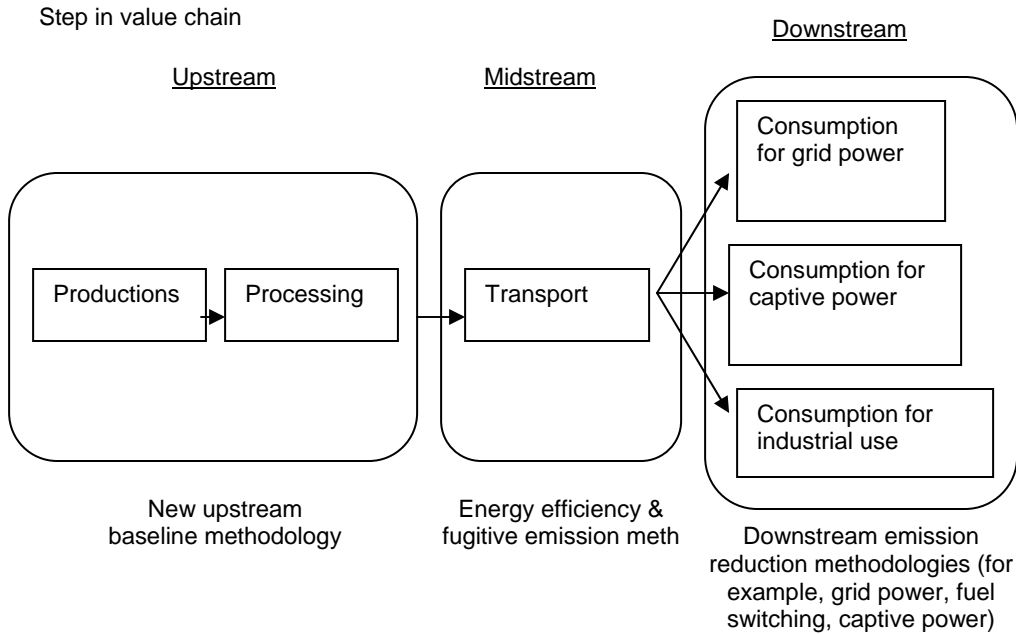 Step in value chain
Upstream
Midstream
Downstream
Productions
Processing
Transport
Consumption
for grid power
Consumption for
captive power
Consumption for
industrial use
New upstream
baseline methodology
Energy efficiency &
fugitive emission meth
Downstream emission
reduction methodologies (for
example, grid power, fuel
switching, captive power)